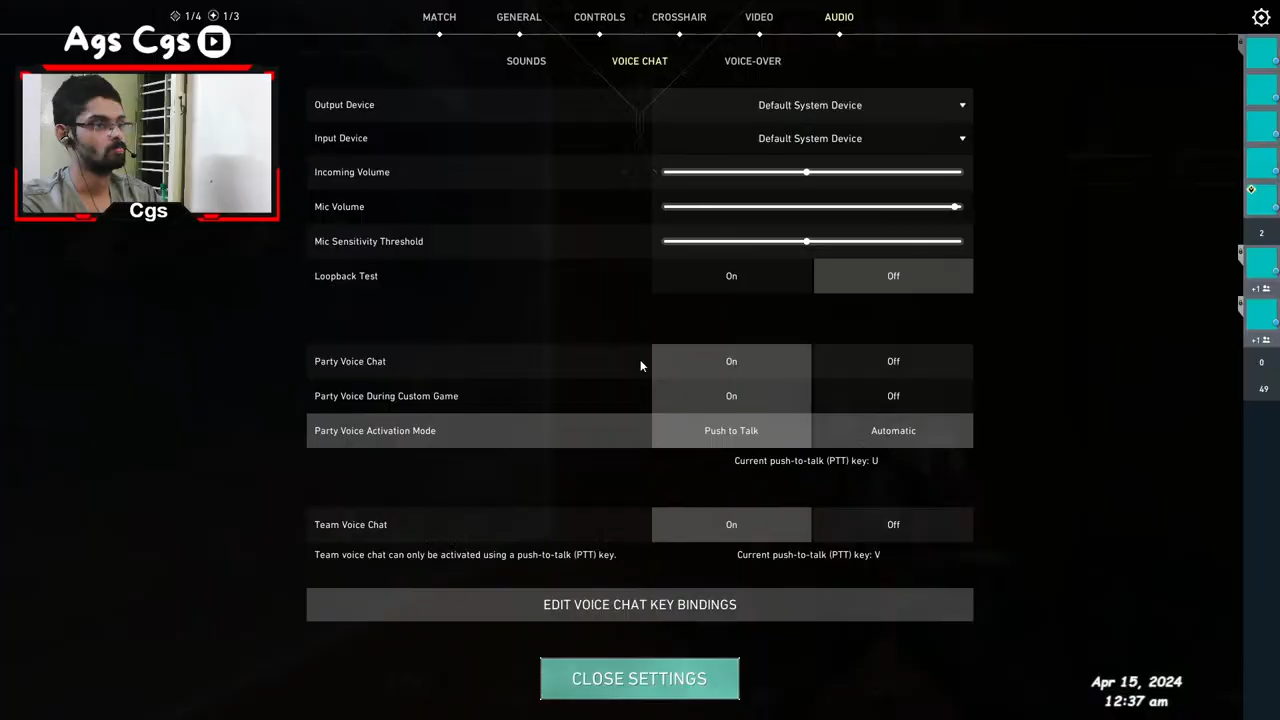 1/4 1/3
MATCH GENERAL CONTROLS CROSSHAIR VIDEO AUDIO
Ags Cgs
SOUNDS VOICE CHAT VOICE-OVER
Cgs
Output Device Default System Device
Input Device Default System Device
Incoming Volume
Mic Volume
Mic Sensitivity Threshold
Loopback Test On Off
Party Voice Chat On Off
Party Voice During Custom Game On Off
Party Voice Activation Mode Push to Talk Automatic
Current push-to-talk (PTT) key: U
Team Voice Chat On Off
Team voice chat can only be activated using a push-to-talk (PTT) key. Current push-to-talk (PTT) key: V
EDIT VOICE CHAT KEY BINDINGS
CLOSE SETTINGS
2
+1
+1
0
49
Apr 15, 2024
12:37 am